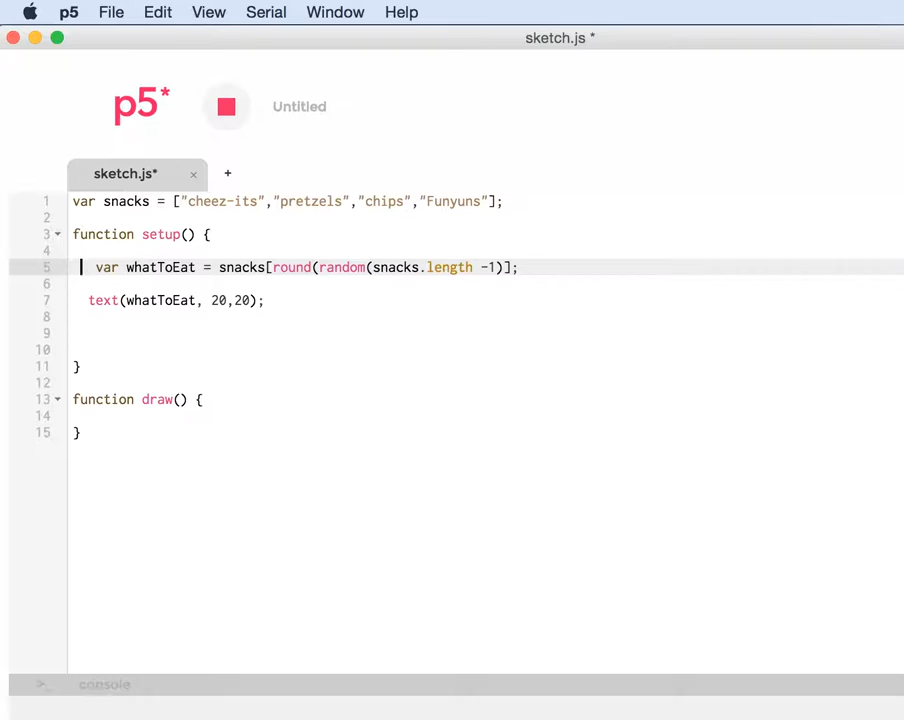 p5 File Edit View Serial Window Help
sketch.js *
p5* Untitled
sketch.js* × +
1 var snacks = ["cheez-its","pretzels","chips","Funyuns"];
2
3 function setup() {
4
5 var whatToEat = snacks[round(random(snacks.length -1)];
6
7 text(whatToEat, 20,20);
8
9
10
11 }
12
13 function draw() {
14
15 }
>_ console